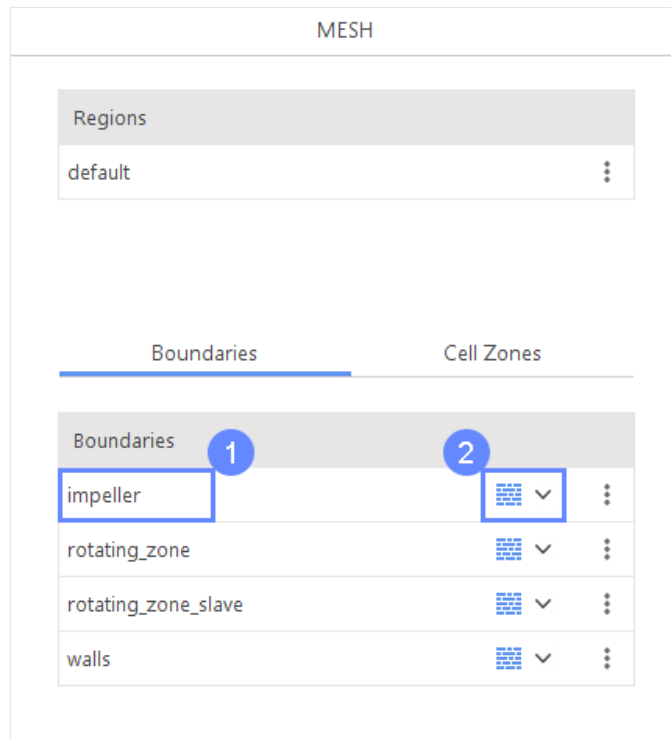 MESH
Regions
default
Boundaries Cell Zones
Boundaries
1 2
impeller
rotating_zone
rotating_zone_slave
walls